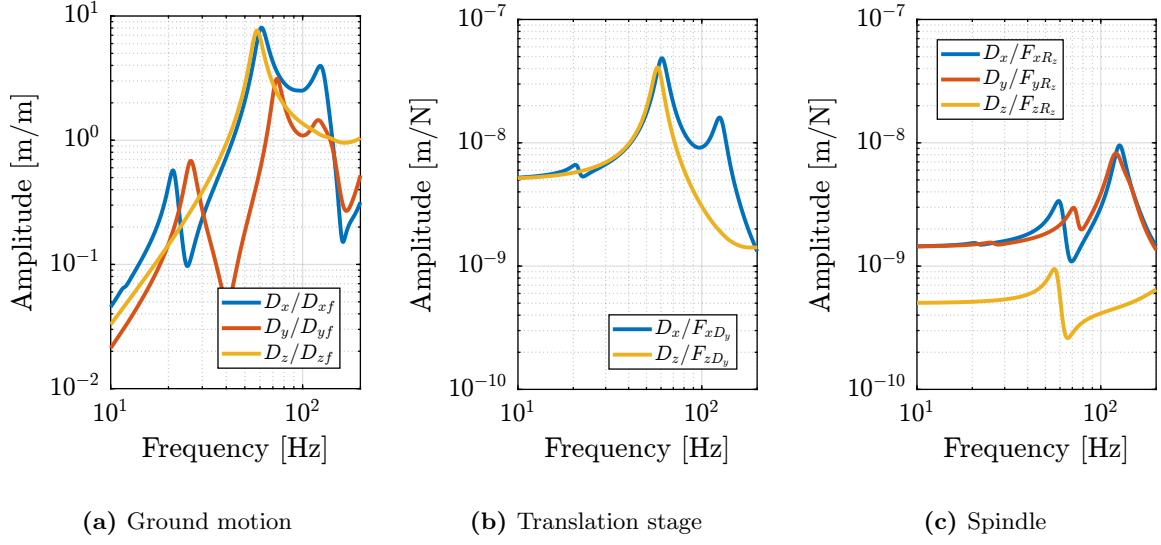 10^1
10^0
10^-1
10^-2
Amplitude [m/m]
D_x/D_xf
D_y/D_yf
D_z/D_zf
10^1
10^2
Frequency [Hz]
(a) Ground motion
10^-7
10^-8
10^-9
10^-10
Amplitude [m/N]
D_x/F_xD_y
D_z/F_zD_y
10^1
10^2
Frequency [Hz]
(b) Translation stage
10^-7
10^-8
10^-9
10^-10
Amplitude [m/N]
D_x/F_xR_z
D_y/F_yR_z
D_z/F_zR_z
10^1
10^2
Frequency [Hz]
(c) Spindle